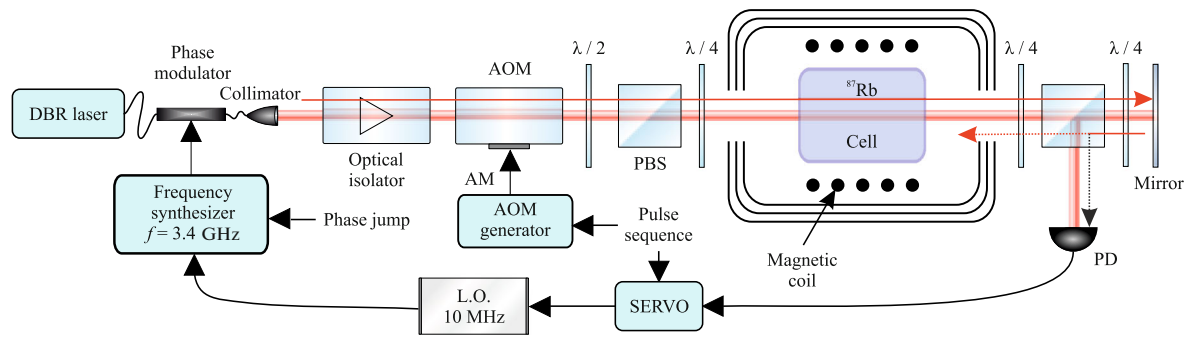 DBR laser
Phase
modulator
Collimator
Optical
isolator
AOM
λ / 2
PBS
λ / 4
⁸⁷Rb
Cell
λ / 4
λ / 4
Mirror
PD
Magnetic
coil
Frequency
synthesizer
f = 3.4 GHz
Phase jump
AM
AOM
generator
Pulse
sequence
L.O.
10 MHz
SERVO